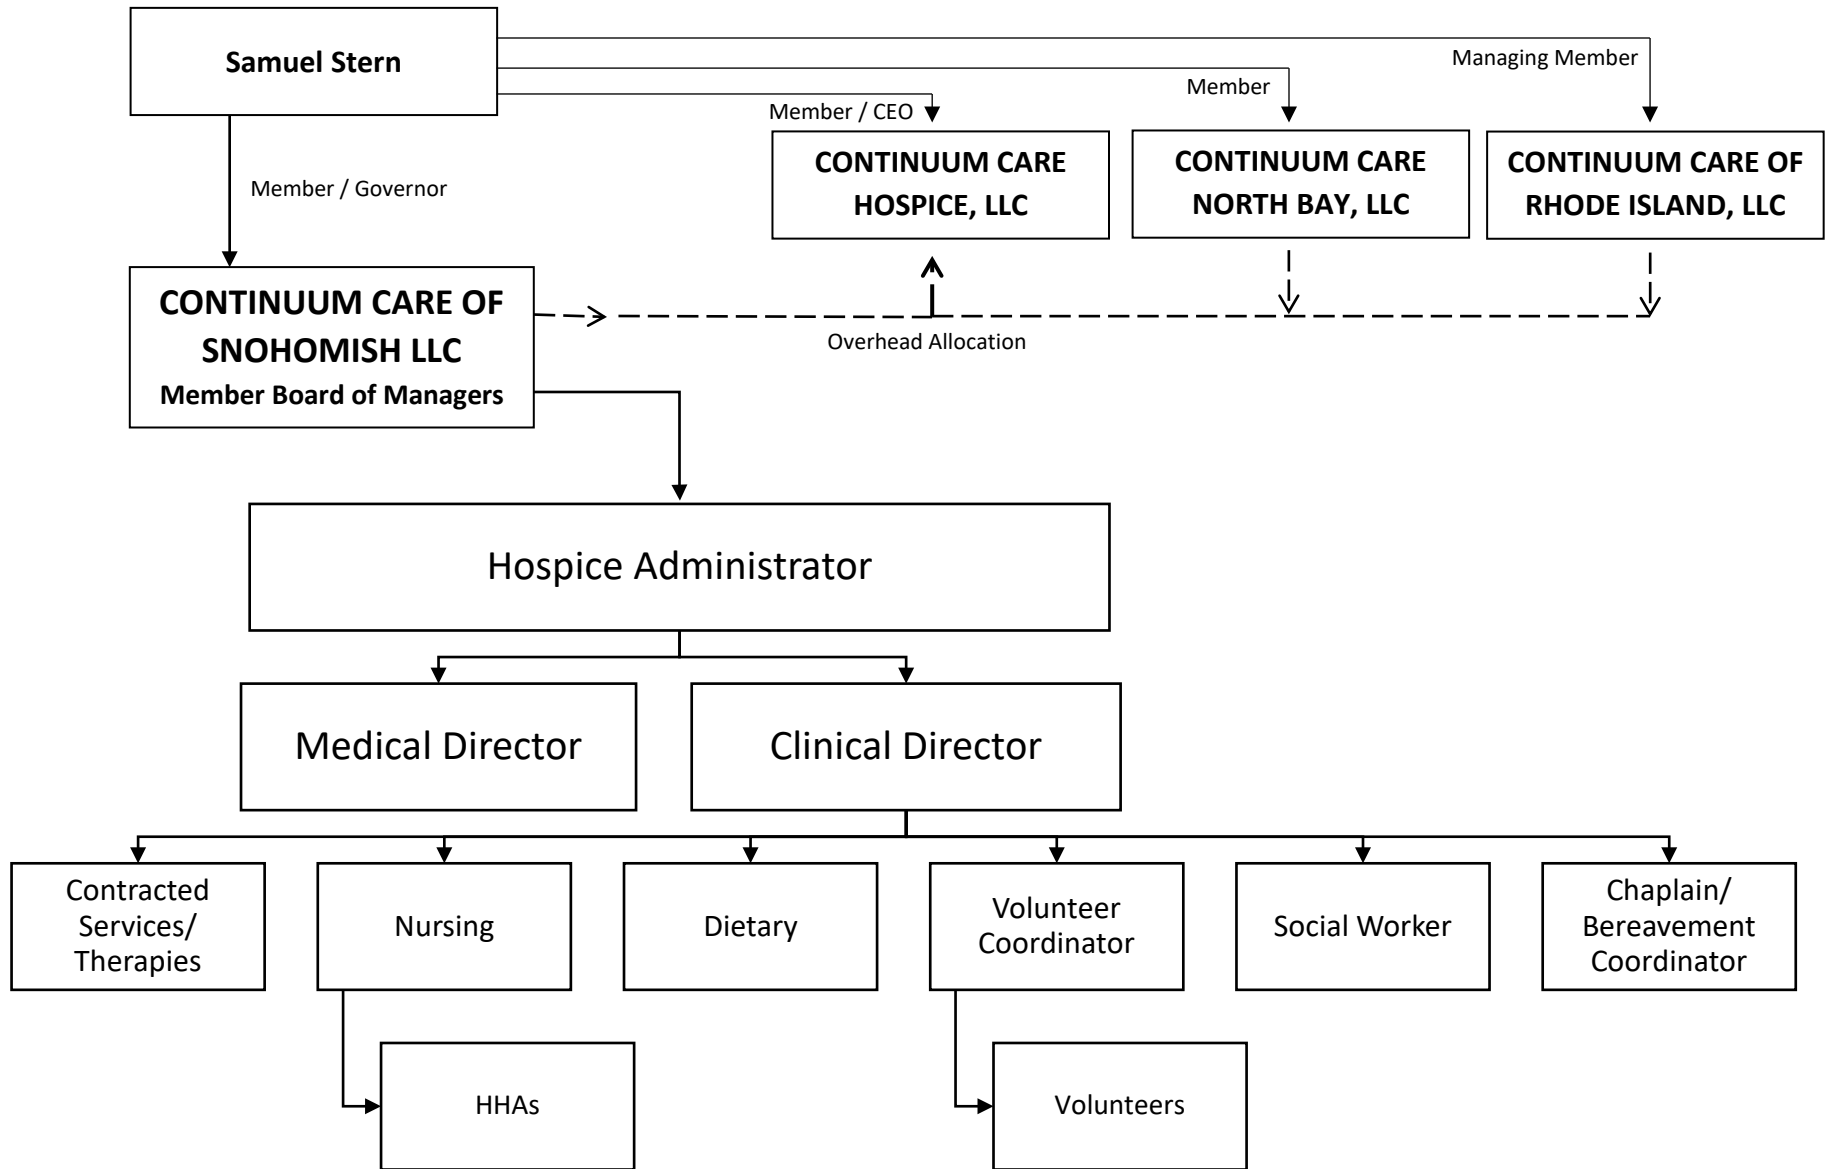 Samuel Stern
Managing Member
Member
Member / CEO
CONTINUUM CARE
HOSPICE, LLC
CONTINUUM CARE
NORTH BAY, LLC
CONTINUUM CARE OF
RHODE ISLAND, LLC
Member / Governor
CONTINUUM CARE OF
SNOHOMISH LLC
Member Board of Managers
Overhead Allocation
Hospice Administrator
Medical Director
Clinical Director
Contracted
Services/
Therapies
Nursing
Dietary
Volunteer
Coordinator
Social Worker
Chaplain/
Bereavement
Coordinator
HHAs
Volunteers